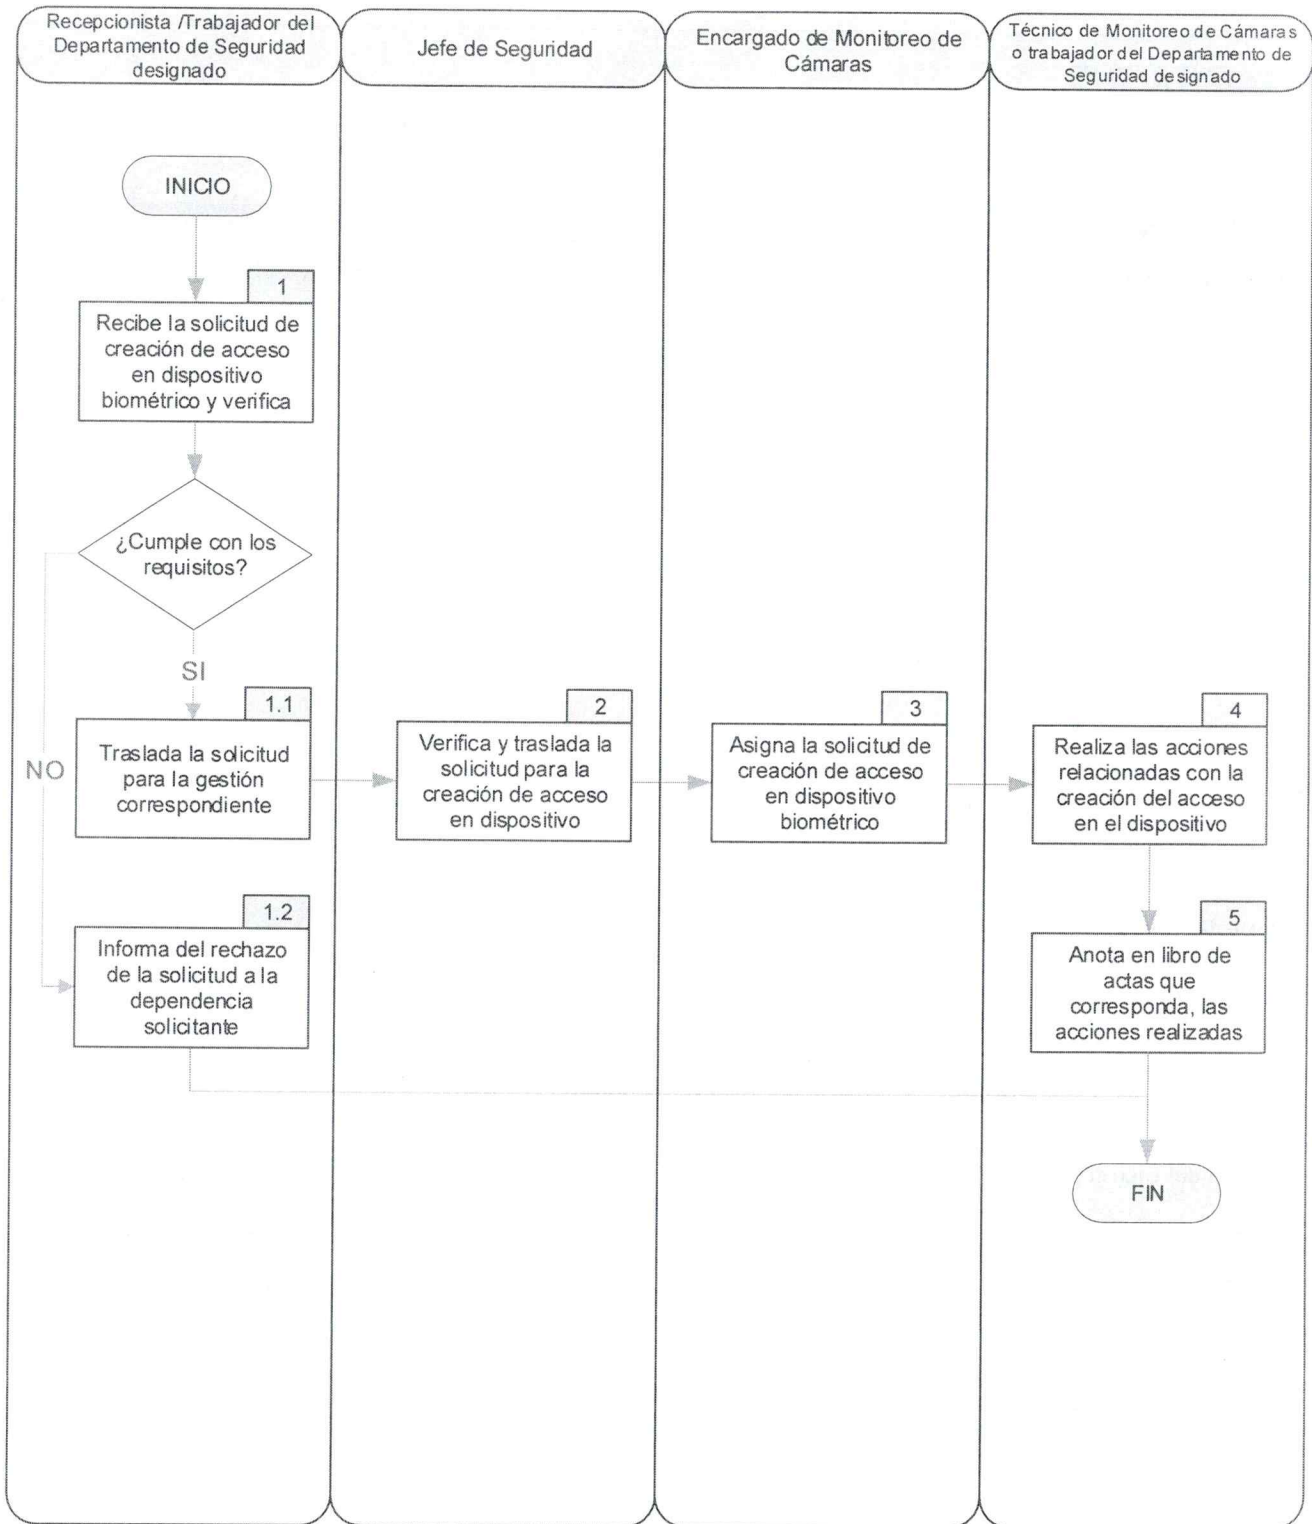 Recepcionista /Trabajador del
Departamento de Seguridad
designado
Jefe de Seguridad
Encargado de Monitoreo de
Cámaras
Técnico de Monitoreo de Cámaras
o trabajador del Departamento de
Seguridad designado
INICIO
1
Recibe la solicitud de
creación de acceso
en dispositivo
biométrico y verifica
¿Cumple con los
requisitos?
SI
NO
1.1
Traslada la solicitud
para la gestión
correspondiente
2
Verifica y traslada la
solicitud para la
creación de acceso
en dispositivo
3
Asigna la solicitud de
creación de acceso
en dispositivo
biométrico
4
Realiza las acciones
relacionadas con la
creación del acceso
en el dispositivo
1.2
Informa del rechazo
de la solicitud a la
dependencia
solicitante
5
Anota en libro de
actas que
corresponda, las
acciones realizadas
FIN